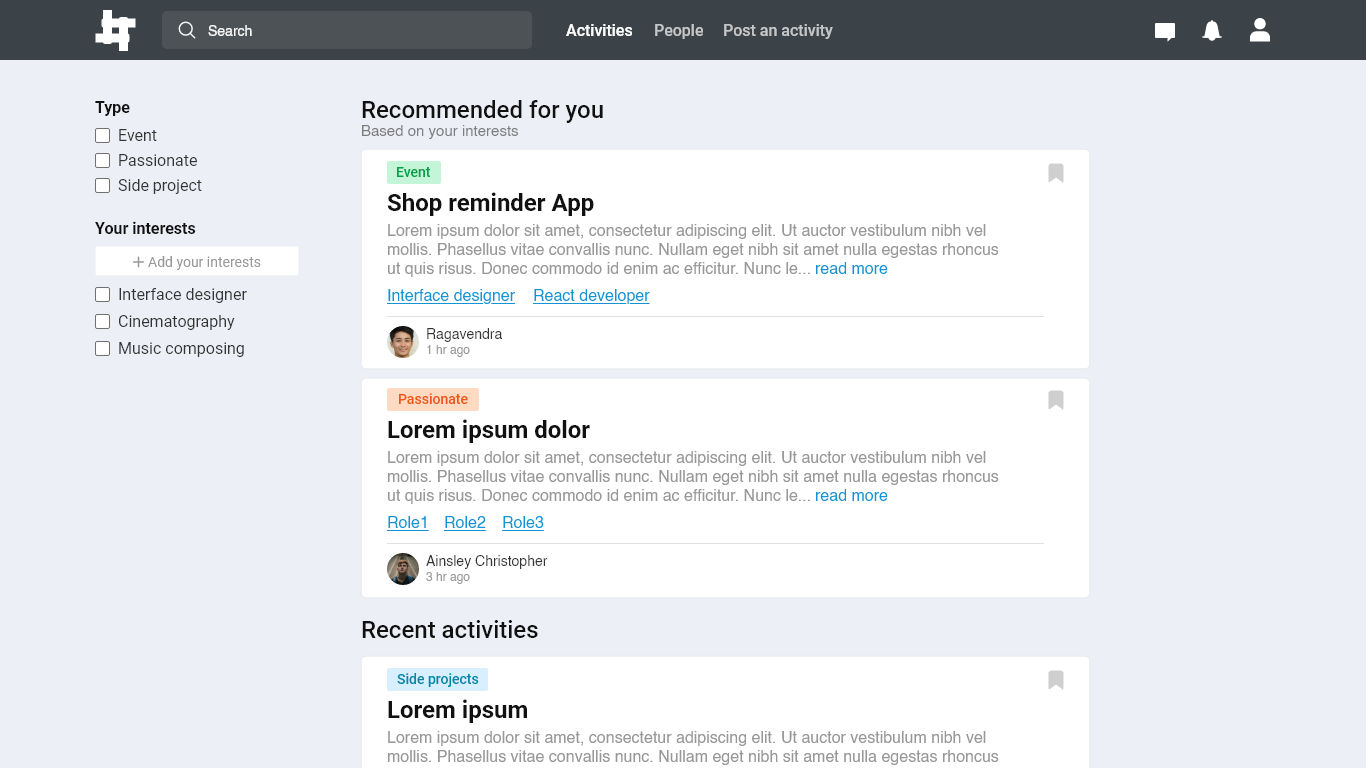 Search
Activities People Post an activity
Type
Event
Passionate
Side project
Your interests
+ Add your interests
Interface designer
Cinematography
Music composing
Recommended for you
Based on your interests
Event
Shop reminder App
Lorem ipsum dolor sit amet, consectetur adipiscing elit. Ut auctor vestibulum nibh vel
mollis. Phasellus vitae convallis nunc. Nullam eget nibh sit amet nulla egestas rhoncus
ut quis risus. Donec commodo id enim ac efficitur. Nunc le... read more
Interface designer React developer
Ragavendra
1 hr ago
Passionate
Lorem ipsum dolor
Lorem ipsum dolor sit amet, consectetur adipiscing elit. Ut auctor vestibulum nibh vel
mollis. Phasellus vitae convallis nunc. Nullam eget nibh sit amet nulla egestas rhoncus
ut quis risus. Donec commodo id enim ac efficitur. Nunc le... read more
Role1 Role2 Role3
Ainsley Christopher
3 hr ago
Recent activities
Side projects
Lorem ipsum
Lorem ipsum dolor sit amet, consectetur adipiscing elit. Ut auctor vestibulum nibh vel
mollis. Phasellus vitae convallis nunc. Nullam eget nibh sit amet nulla egestas rhoncus